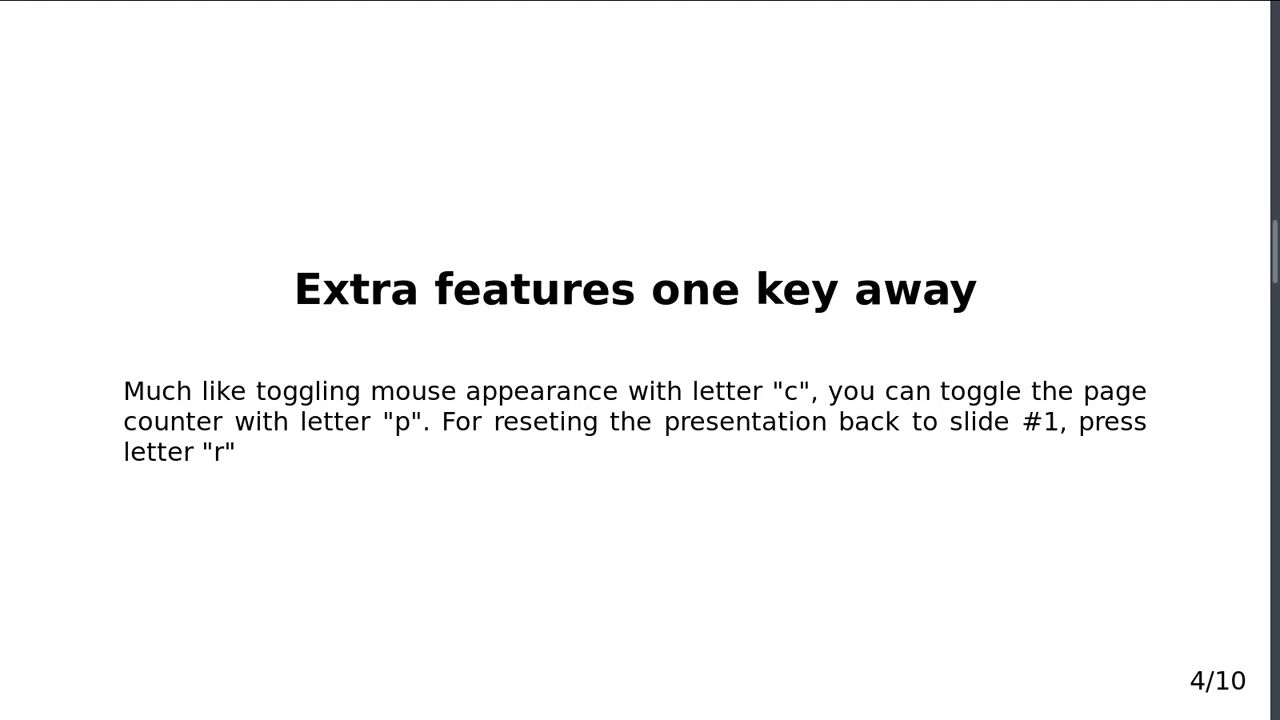 Extra features one key away
Much like toggling mouse appearance with letter "c", you can toggle the page
counter with letter "p". For reseting the presentation back to slide #1, press
letter "r"
4/10